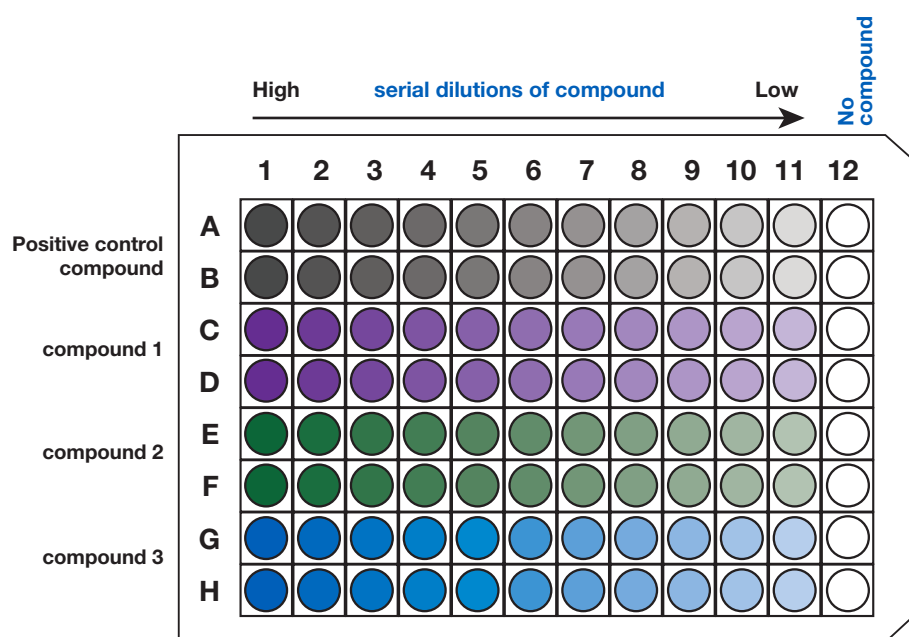 No
compound
High serial dilutions of compound Low
1 2 3 4 5 6 7 8 9 10 11 12
Positive control
compound
A
B
compound 1
C
D
compound 2
E
F
compound 3
G
H